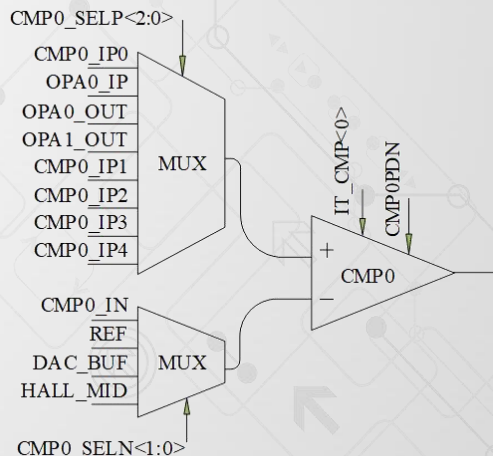 CMP0_SELP<2:0>
CMP0_IP0
OPA0_IP
OPA0_OUT
OPA1_OUT
CMP0_IP1
CMP0_IP2
CMP0_IP3
CMP0_IP4
MUX
IT_CMP<0>
CMP0PDN
+
CMP0
−
CMP0_IN
REF
DAC_BUF
HALL_MID
MUX
CMP0_SELN<1:0>